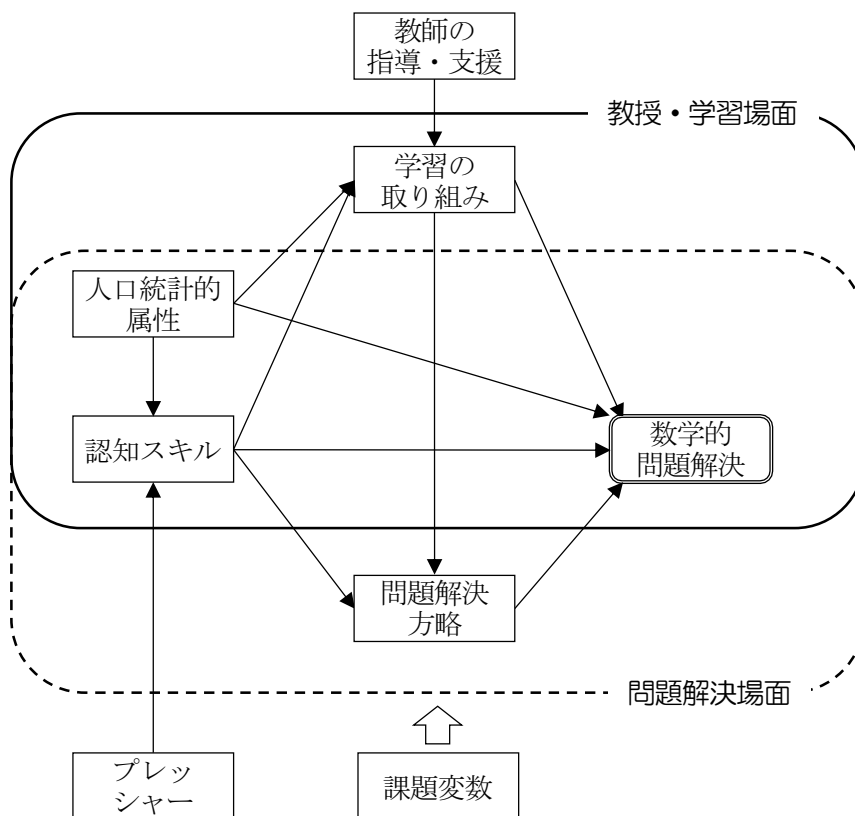 教師の
指導・支援
教授・学習場面
学習の
取り組み
人口統計的
属性
認知スキル
数学的
問題解決
問題解決
方略
問題解決場面
プレッ
シャー
課題変数